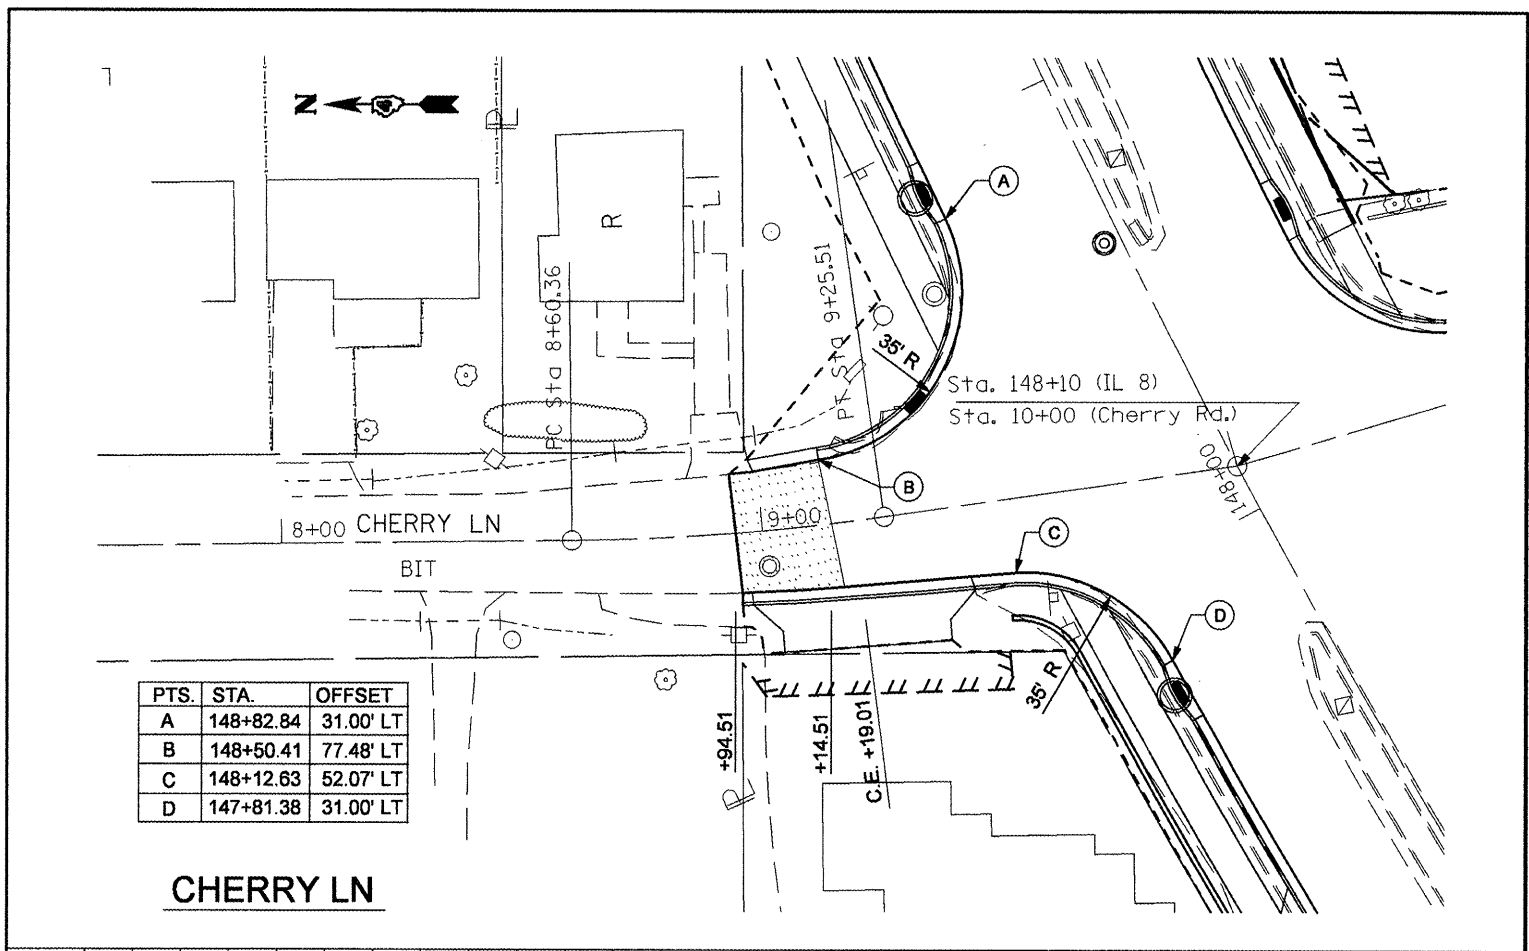 N
P
R
A
PC Sta 8+60.36
PT Sta 9+25.51
35' R
Sta. 148+10 (IL 8)
Sta. 10+00 (Cherry Rd.)
148+00
B
8+00
CHERRY LN
9+00
BIT
C
D
35' R
PTS. STA. OFFSET
A 148+82.84 31.00' LT
B 148+50.41 77.48' LT
C 148+12.63 52.07' LT
D 147+81.38 31.00' LT
+94.51
+14.51
C.E. +19.01
P
CHERRY LN